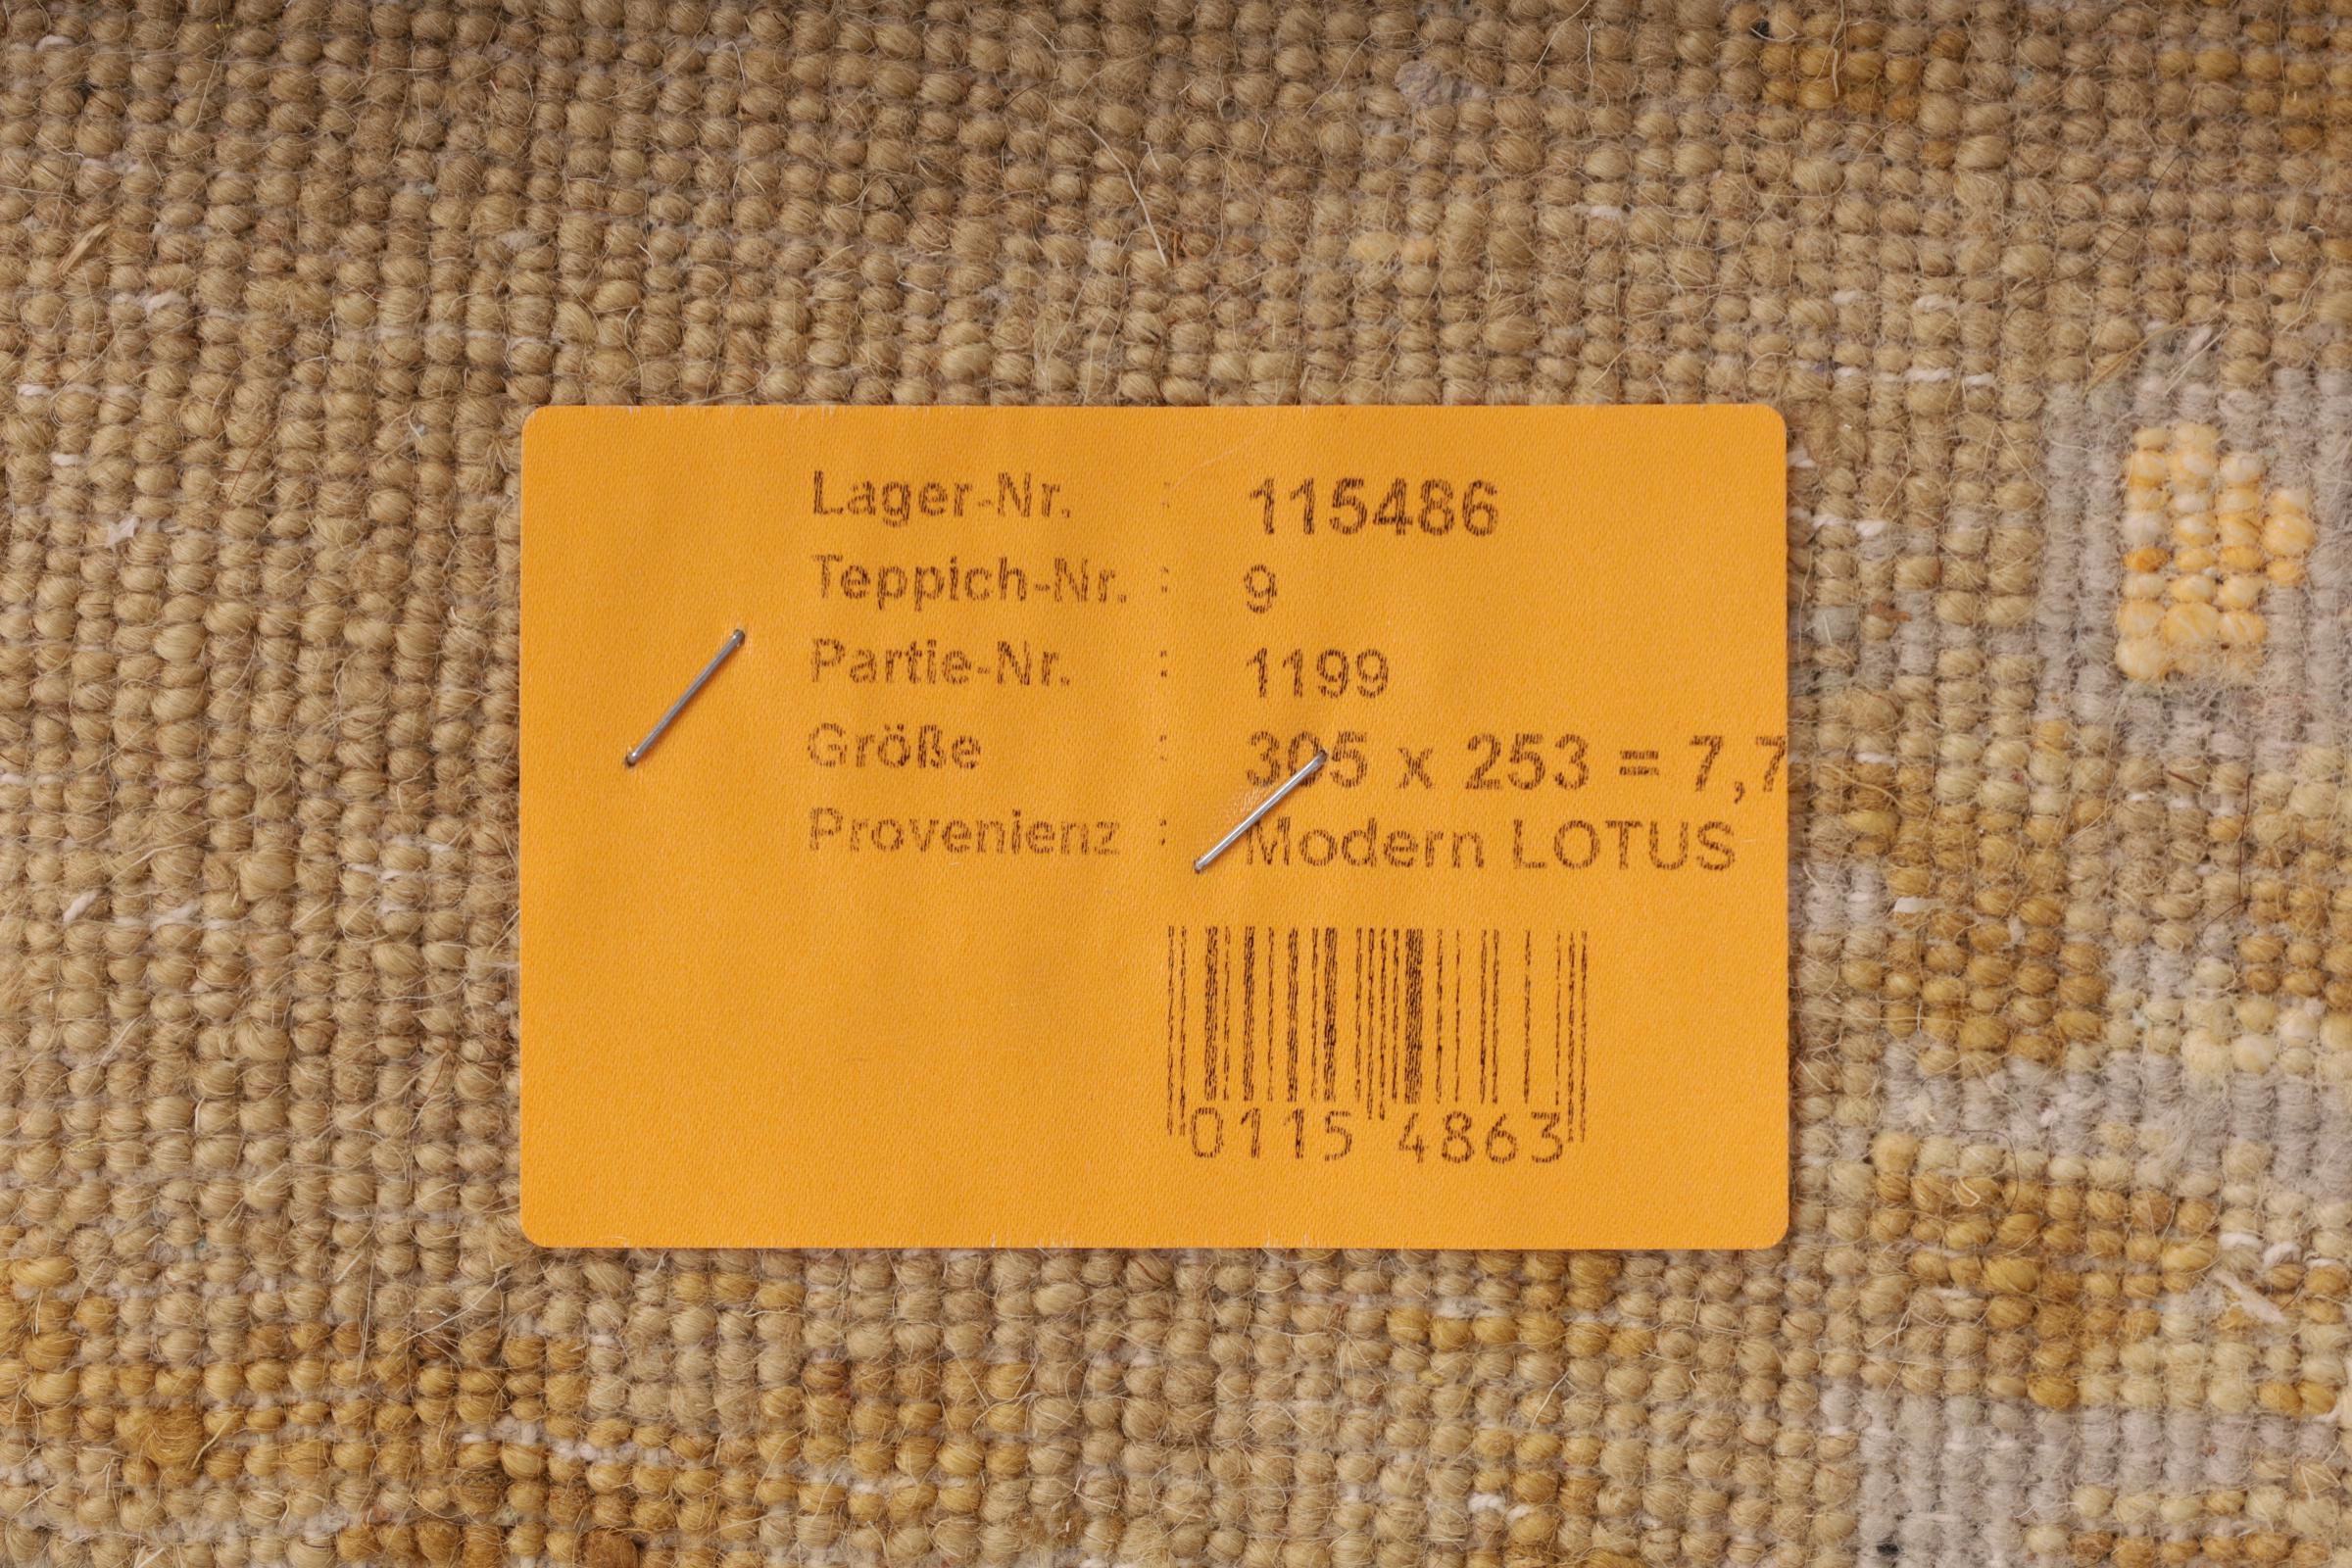 Lager-Nr. : 115486
Teppich-Nr. : 9
Partie-Nr. : 1199
Größe : 305 x 253 = 7,7
Provenienz : Modern LOTUS
0115 4863